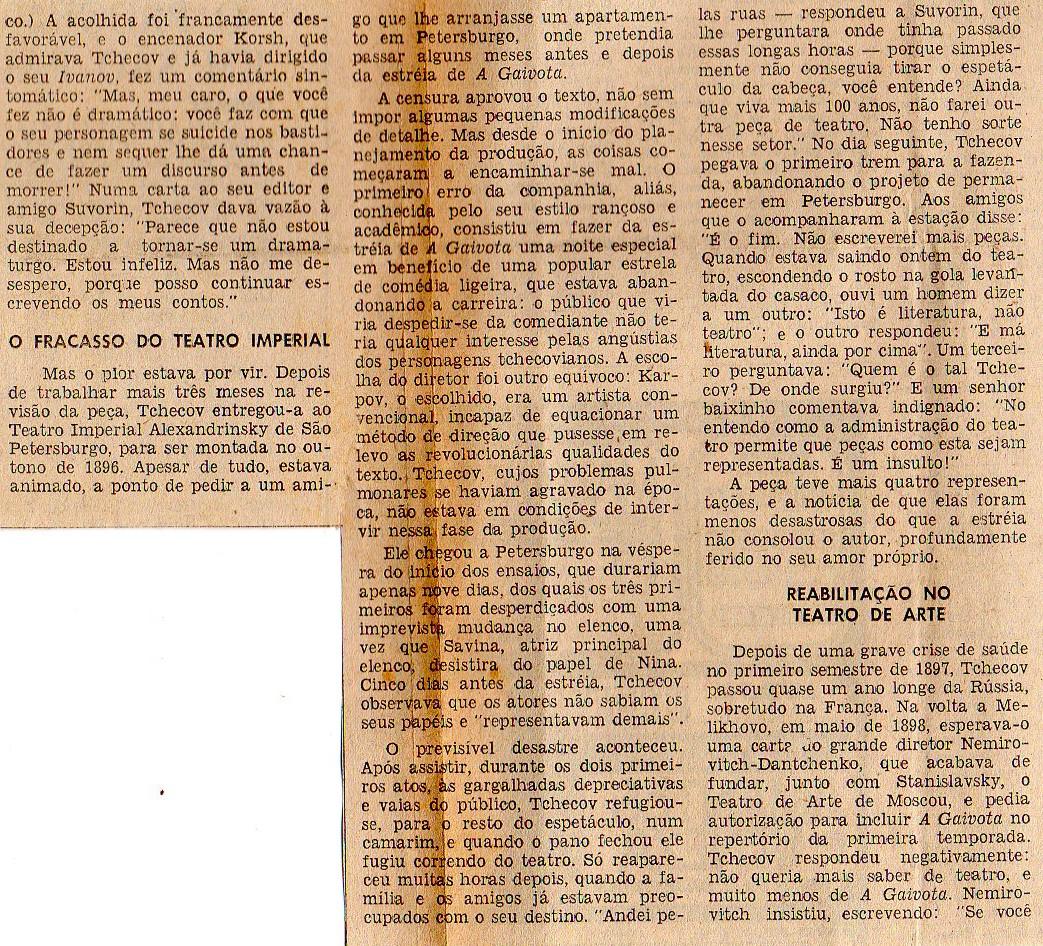 co.) A acolhida foi francamente des-
favorável, e o encenador Korsh, que
admirava Tchecov e já havia dirigido
o seu Ivanov, fez um comentário sin-
tomático: "Mas, meu caro, o que você
fez não é dramático: você faz com que
o seu personagem se suicide nos basti-
dores e nem sequer lhe dá uma chan-
ce de fazer um discurso antes de
morrer!" Numa carta ao seu editor e
amigo Suvorin, Tchecov dava vazão à
sua decepção: "Parece que não estou
destinado a tornar-se um drama-
turgo. Estou infeliz. Mas não me de-
sespero, porque posso continuar es-
crevendo os meus contos."
O FRACASSO DO TEATRO IMPERIAL
Mas o pior estava por vir. Depois
de trabalhar mais três meses na re-
visão da peça, Tchecov entregou-a ao
Teatro Imperial Alexandrinsky de São
Petersburgo, para ser montada no ou-
tono de 1896. Apesar de tudo, estava
animado, a ponto de pedir a um ami-
go que lhe arranjasse um apartamen-
to em Petersburgo, onde pretendia
passar alguns meses antes e depois
da estréia de A Gaivota.
A censura aprovou o texto, não sem
impor algumas pequenas modificações
de detalhe. Mas desde o início do pla-
nejamento da produção, as coisas co-
meçaram a encaminhar-se mal. O
primeiro erro da companhia, aliás,
conhecida pelo seu estilo rançoso e
acadêmico, consistiu em fazer da es-
tréia de A Gaivota uma noite especial
em benefício de uma popular estrela
de comédia ligeira, que estava aban-
donando a carreira: o público que vi-
ria despedir-se da comediante não te-
ria qualquer interesse pelas angústias
dos personagens tchecovianos. A esco-
lha do diretor foi outro equivoco: Kar-
pov, o escolhido, era um artista con-
vencional, incapaz de equacionar um
método de direção que pusesse em re-
levo as revolucionárias qualidades do
texto. Tchecov, cujos problemas pul-
monares se haviam agravado na épo-
ca, não estava em condições de inter-
vir nessa fase da produção.
Ele chegou a Petersburgo na véspe-
ra do início dos ensaios, que durariam
apenas nove dias, dos quais os três pri-
meiros foram desperdiçados com uma
imprevista mudança no elenco, uma
vez que Savina, atriz principal do
elenco, desistira do papel de Nina.
Cinco dias antes da estréia, Tchecov
observava que os atores não sabiam os
seus papéis e "representavam demais".
O previsível desastre aconteceu.
Após assistir, durante os dois primei-
ros atos, às gargalhadas depreciativas
e vaias do público, Tchecov refugiou-
se, para o resto do espetáculo, num
camarim, e quando o pano fechou ele
fugiu correndo do teatro. Só reapare-
ceu muitas horas depois, quando a fa-
mília e os amigos já estavam preo-
cupados com o seu destino. "Andei pe-
las ruas — respondeu a Suvorin, que
lhe perguntara onde tinha passado
essas longas horas — porque simples-
mente não conseguia tirar o espetá-
culo da cabeça, você entende? Ainda
que viva mais 100 anos, não farei ou-
tra peça de teatro. Não tenho sorte
nesse setor." No dia seguinte, Tchecov
pegava o primeiro trem para a fazen-
da, abandonando o projeto de perma-
necer em Petersburgo. Aos amigos
que o acompanharam à estação disse:
"É o fim. Não escreverei mais peças.
Quando estava saindo ontem do tea-
tro, escondendo o rosto na gola levan-
tada do casaco, ouvi um homem dizer
a um outro: "Isto é literatura, não
teatro"; e o outro respondeu: "E má
literatura, ainda por cima". Um tercei-
ro perguntava: "Quem é o tal Tche-
cov? De onde surgiu?" E um senhor
baixinho comentava indignado: "No
entendo como a administração do tea-
tro permite que peças como esta sejam
representadas. É um insulto!"
A peça teve mais quatro represen-
tações, e a notícia de que elas foram
menos desastrosas do que a estréia
não consolou o autor, profundamente
ferido no seu amor próprio.
REABILITAÇÃO NO
TEATRO DE ARTE
Depois de uma grave crise de saúde
no primeiro semestre de 1897, Tchecov
passou quase um ano longe da Rússia,
sobretudo na França. Na volta a Me-
likhovo, em maio de 1898, esperava-o
uma carta do grande diretor Nemiro-
vitch-Dantchenko, que acabava de
fundar, junto com Stanislavsky, o
Teatro de Arte de Moscou, e pedia
autorização para incluir A Gaivota no
repertório da primeira temporada.
Tchecov respondeu negativamente:
não queria mais saber de teatro, e
muito menos de A Gaivota. Nemiro-
vitch insistiu, escrevendo: "Se você